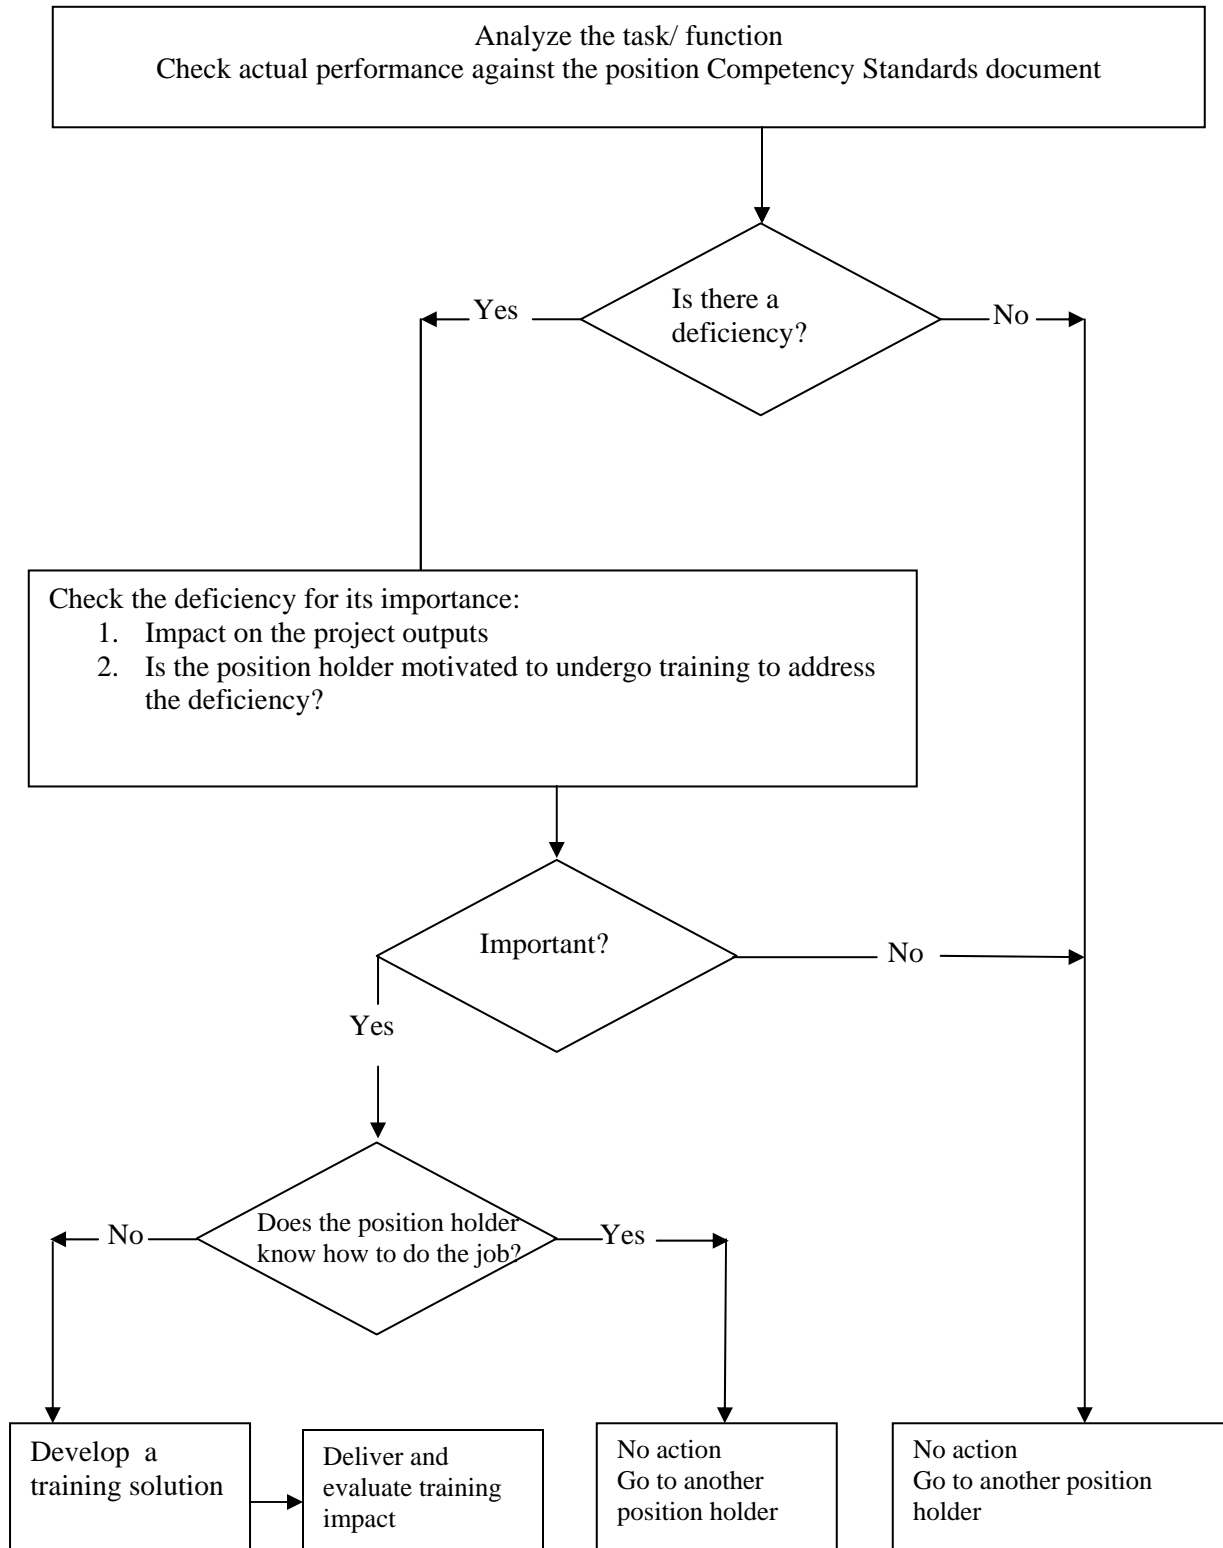 Analyze the task/ function
Check actual performance against the position Competency Standards document
Is there a
deficiency?
Yes
No
Check the deficiency for its importance:
1. Impact on the project outputs
2. Is the position holder motivated to undergo training to address
the deficiency?
Important?
No
Yes
Does the position holder
know how to do the job?
No
Yes
Develop a
training solution
Deliver and
evaluate training
impact
No action
Go to another
position holder
No action
Go to another position
holder